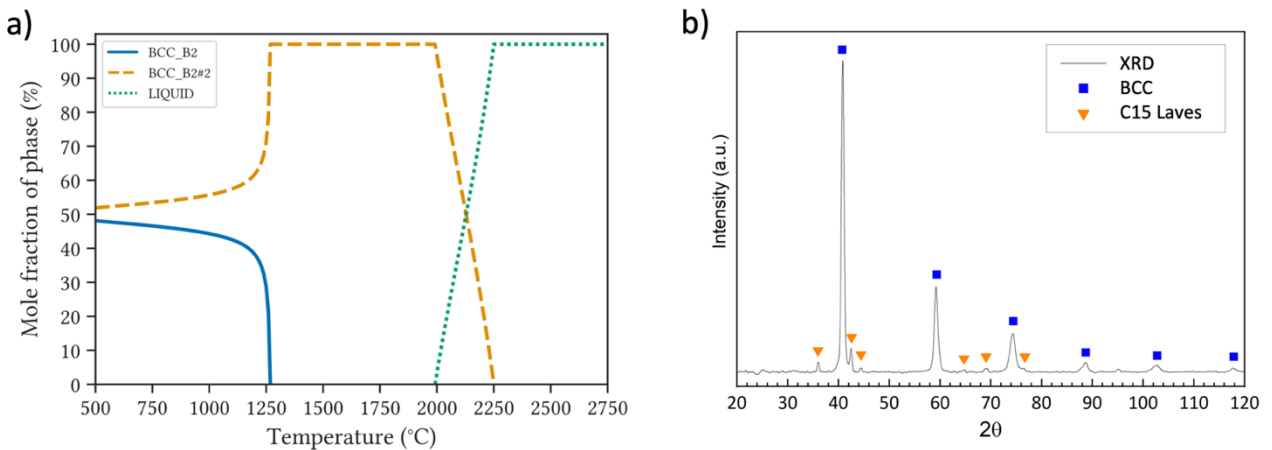 a)
BCC_B2
BCC_B2#2
LIQUID
Mole fraction of phase (%)
100
90
80
70
60
50
40
30
20
10
0
500 750 1000 1250 1500 1750 2000 2250 2500 2750
Temperature (°C)
b)
XRD
BCC
C15 Laves
Intensity (a.u.)
20 30 40 50 60 70 80 90 100 110 120
2θ